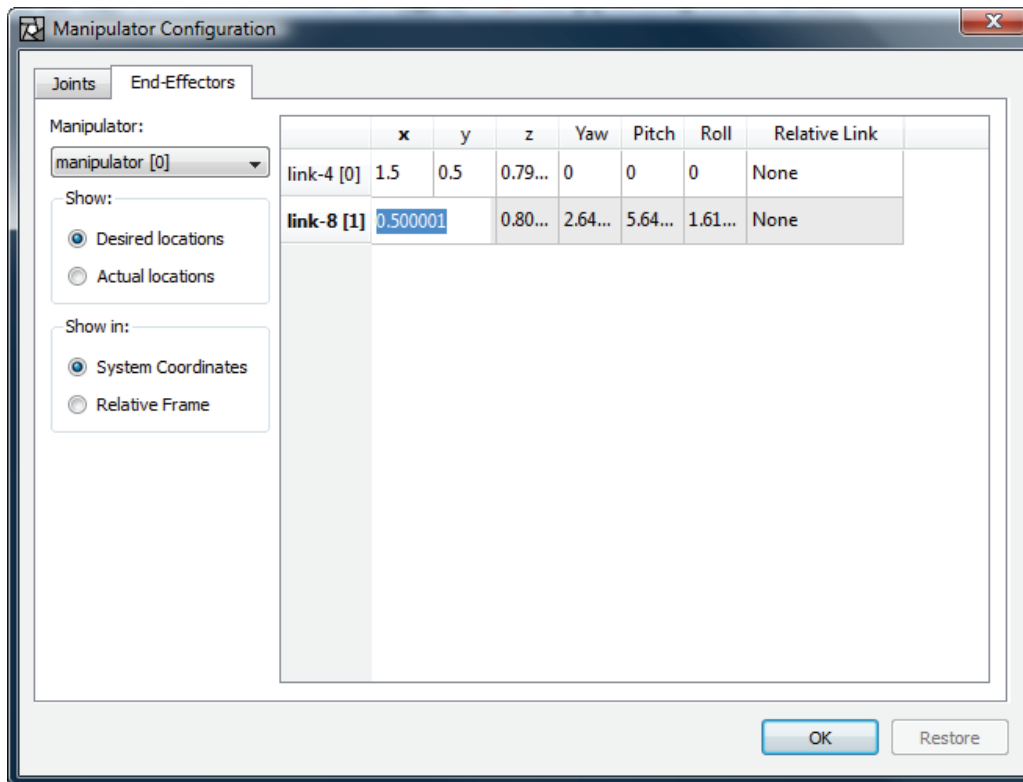 Manipulator Configuration
x
Joints End-Effectors
Manipulator:
manipulator [0]
Show:
Desired locations
Actual locations
Show in:
System Coordinates
Relative Frame
x y z Yaw Pitch Roll Relative Link
link-4 [0] 1.5 0.5 0.79... 0 0 0 None
link-8 [1] 0.500001 0.80... 2.64... 5.64... 1.61... None
OK Restore